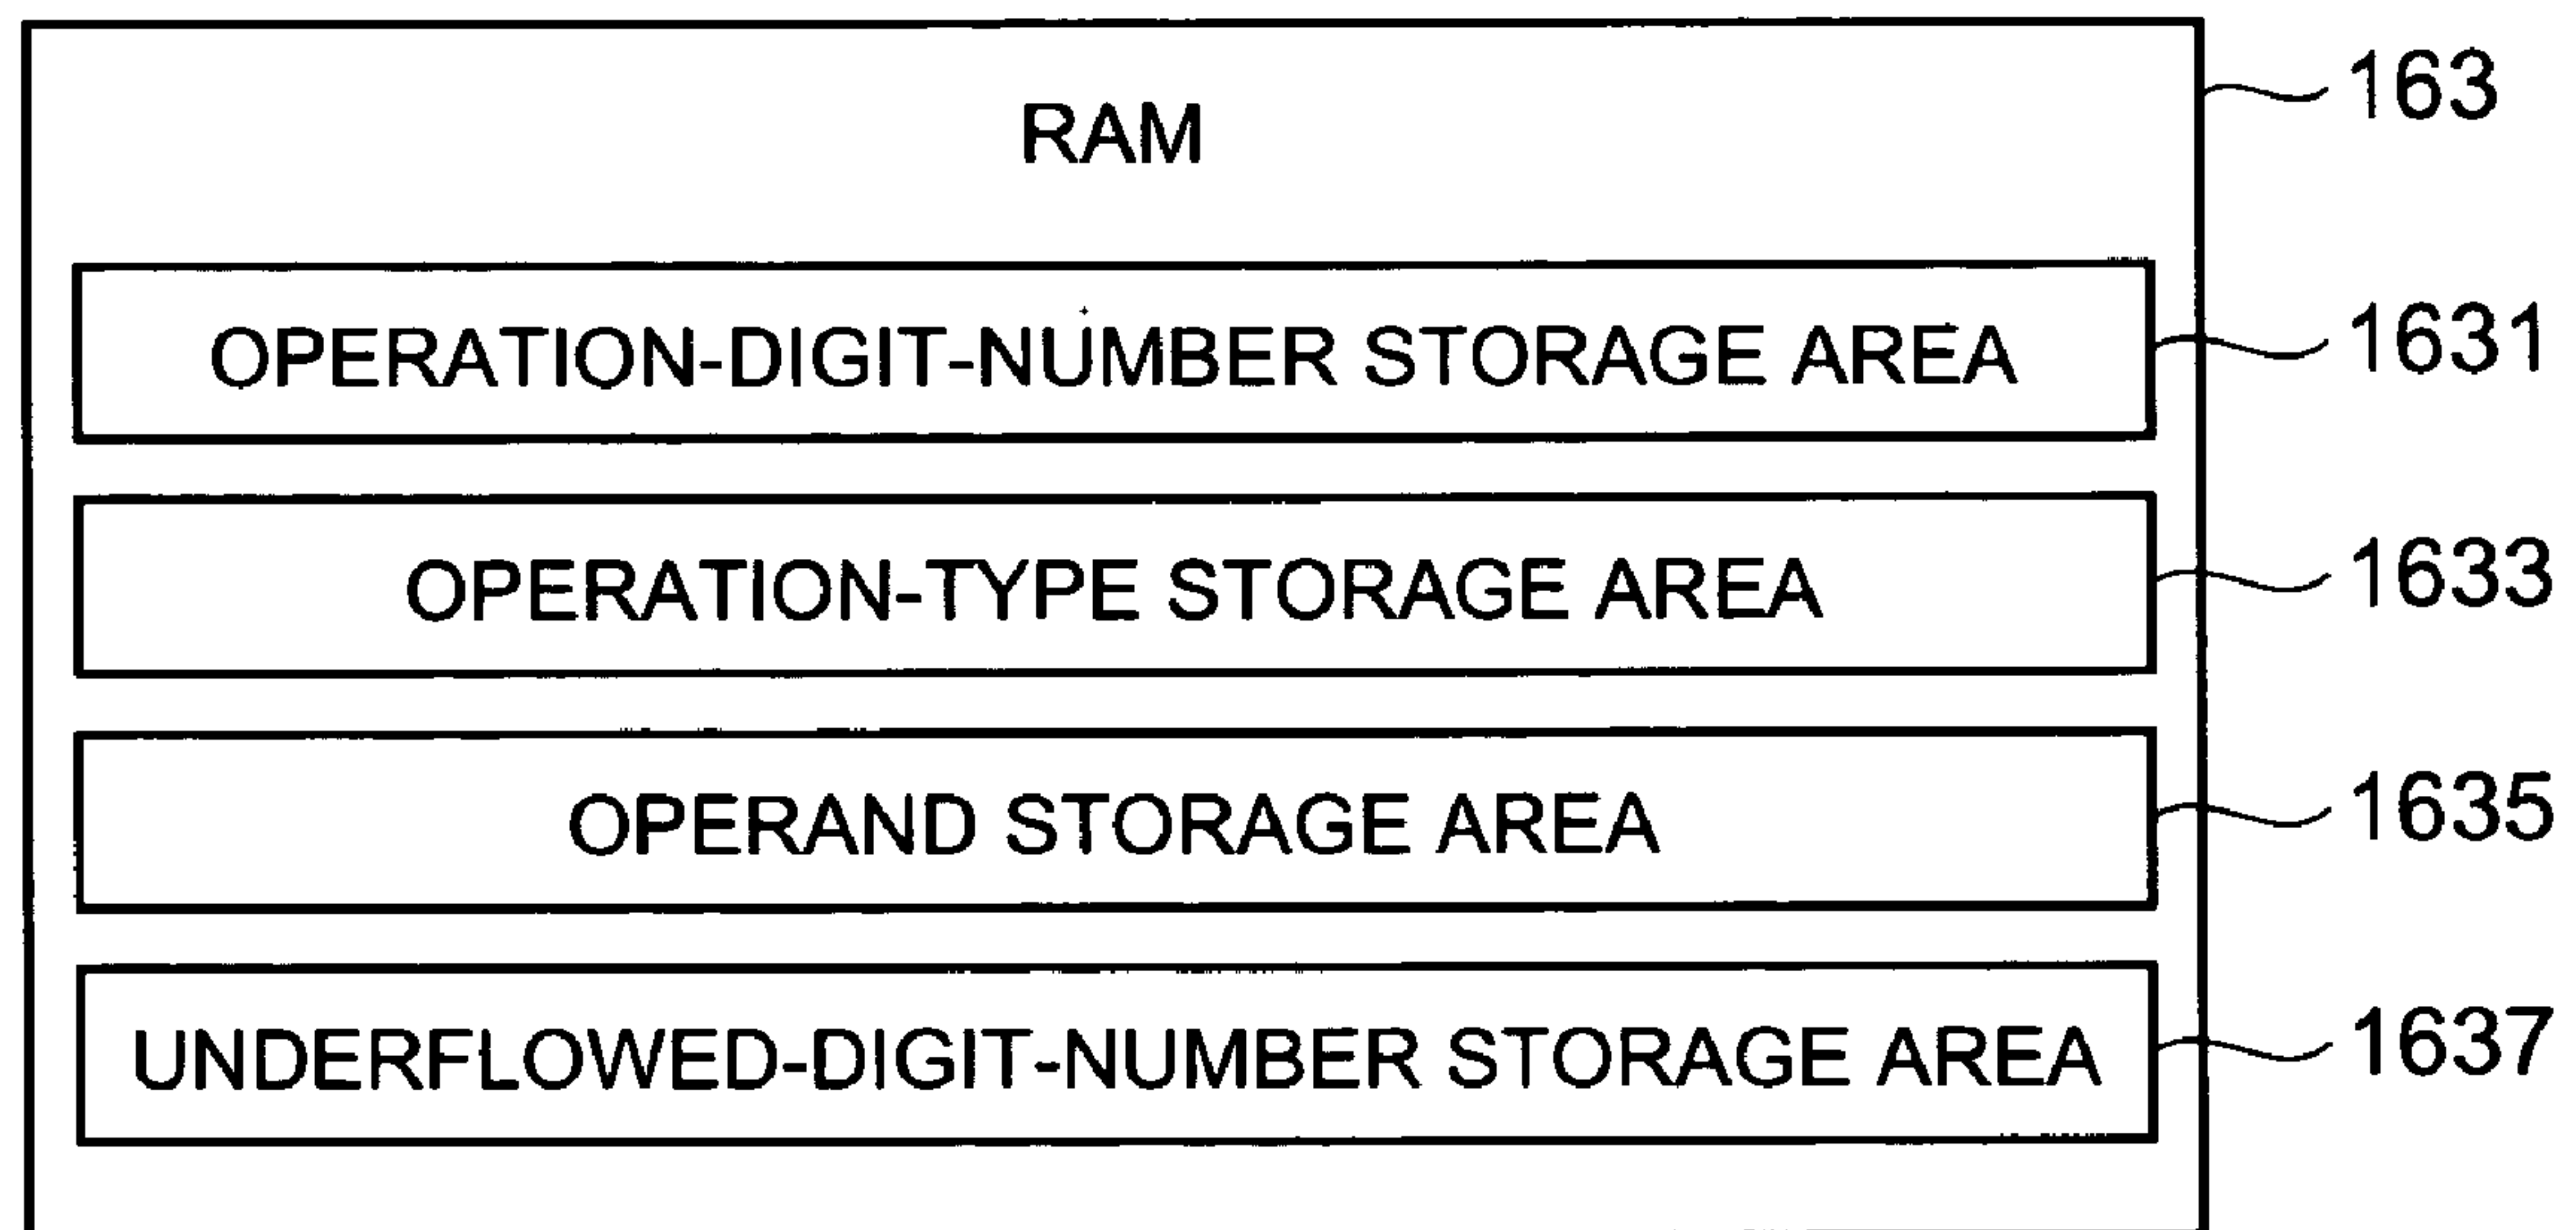 RAM 163
OPERATION-DIGIT-NUMBER STORAGE AREA 1631
OPERATION-TYPE STORAGE AREA 1633
OPERAND STORAGE AREA 1635
UNDERFLOWED-DIGIT-NUMBER STORAGE AREA 1637